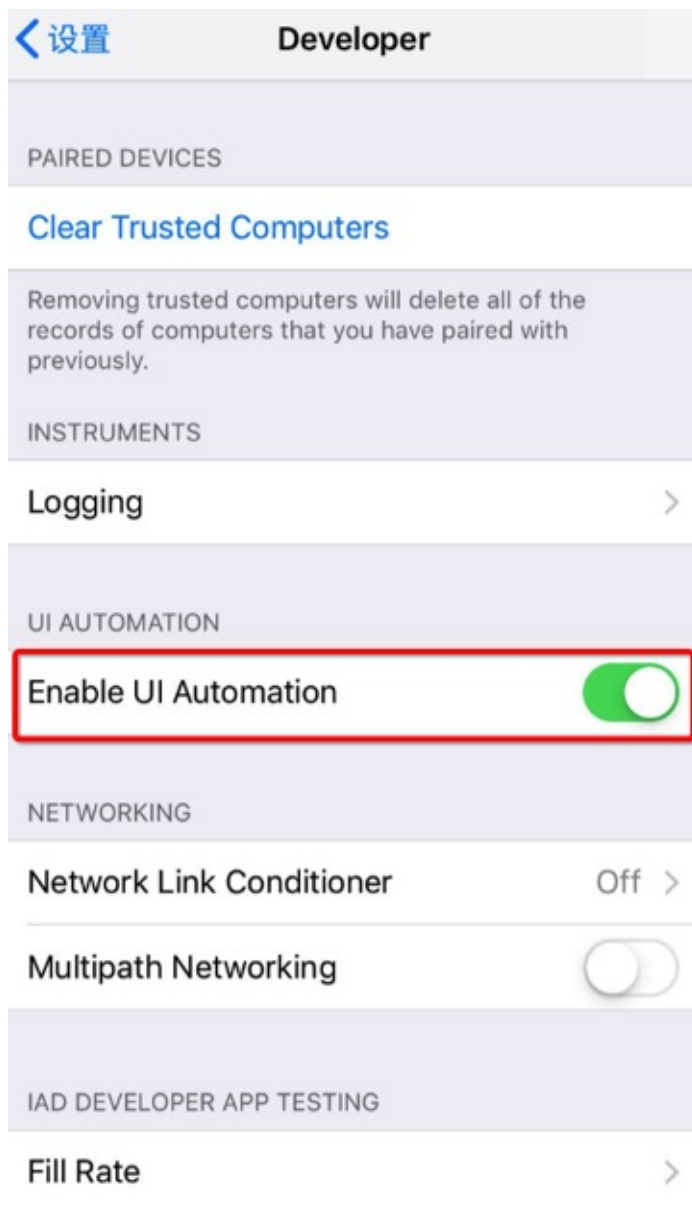 设置
Developer
PAIRED DEVICES
Clear Trusted Computers
Removing trusted computers will delete all of the
records of computers that you have paired with
previously.
INSTRUMENTS
Logging
UI AUTOMATION
Enable UI Automation
NETWORKING
Network Link Conditioner Off
Multipath Networking
IAD DEVELOPER APP TESTING
Fill Rate